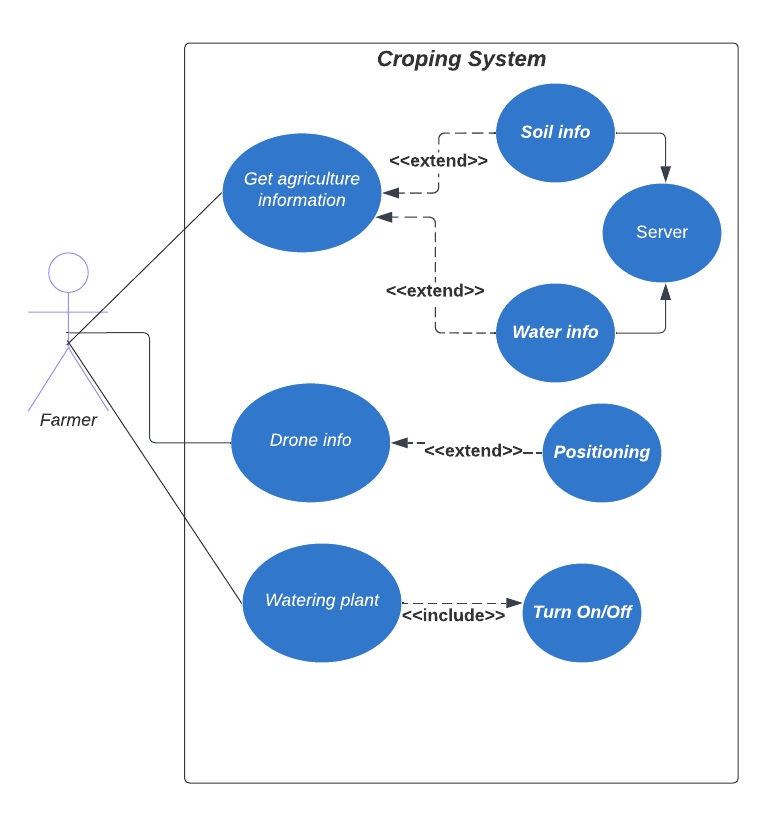 Croping System
Soil info
<<extend>>
Get agriculture
information
Server
<<extend>>
Water info
Farmer
Drone info
<<extend>>
Positioning
Watering plant
<<include>>
Turn On/Off